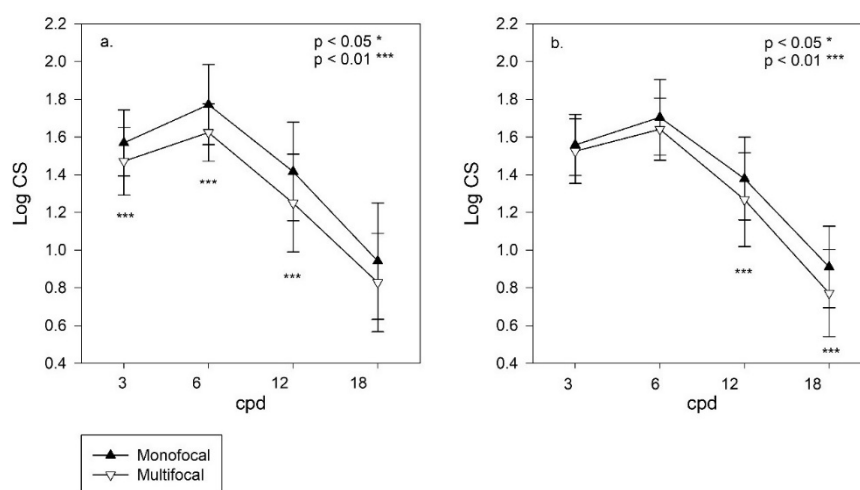 a.
p < 0.05 *
p < 0.01 ***
Log CS
2.2
2.0
1.8
1.6
1.4
1.2
1.0
0.8
0.6
0.4
***
***
***
3 6 12 18
cpd
b.
p < 0.05 *
p < 0.01 ***
Log CS
2.2
2.0
1.8
1.6
1.4
1.2
1.0
0.8
0.6
0.4
***
***
3 6 12 18
cpd
Monofocal
Multifocal